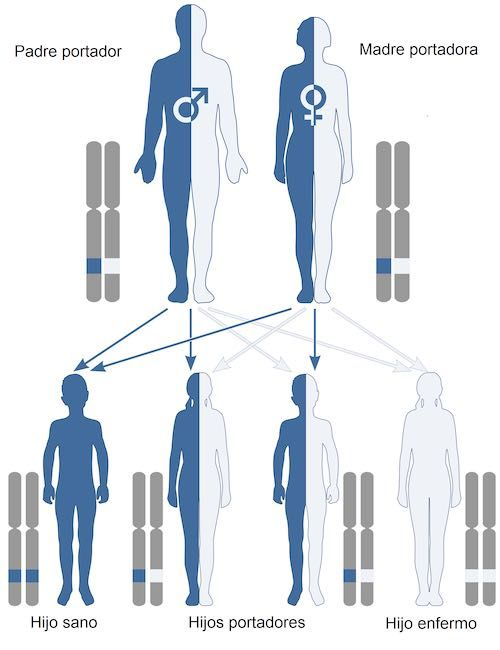 Padre portador
Madre portadora
Hijo sano
Hijos portadores
Hijo enfermo